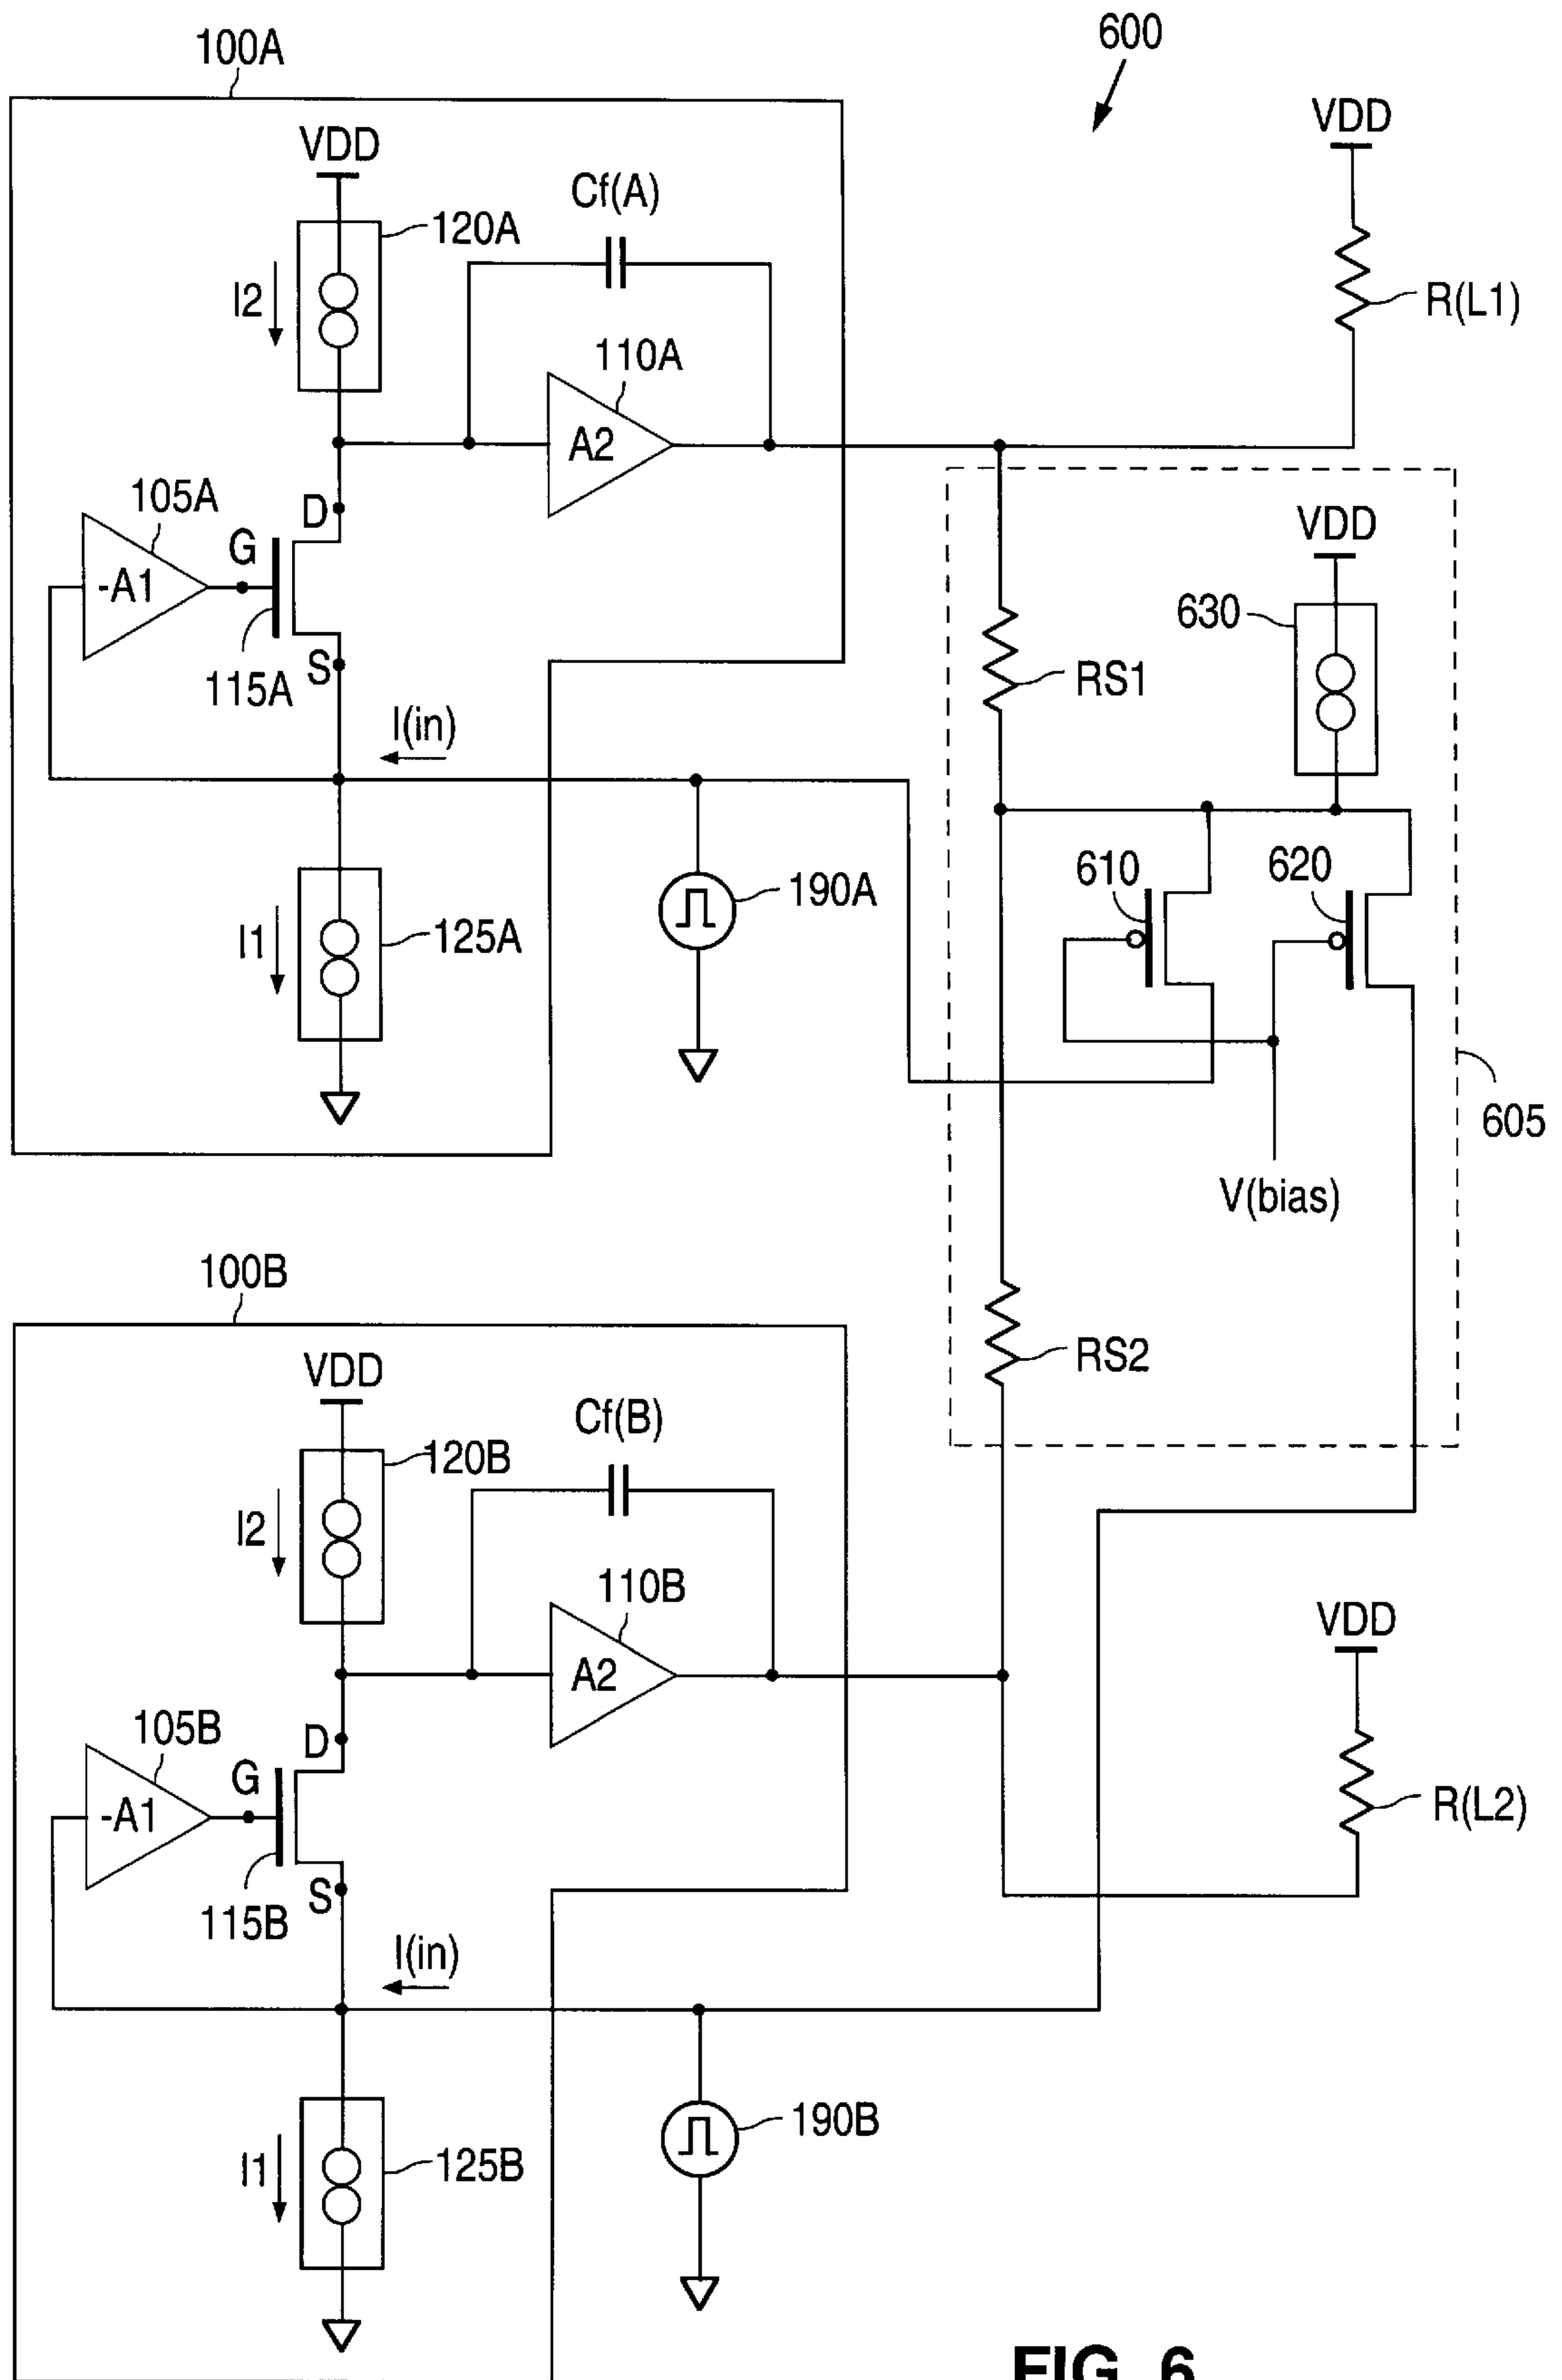 600
100A
VDD
VDD
Cf(A)
120A
I2
R(L1)
110A
A2
105A
D
G
-A1
VDD
630
S
115A
RS1
I(in)
610
620
190A
I1
125A
605
V(bias)
100B
RS2
VDD
Cf(B)
120B
I2
110B
VDD
A2
105B
D
G
-A1
R(L2)
S
115B
I(in)
190B
I1
125B
FIG. 6